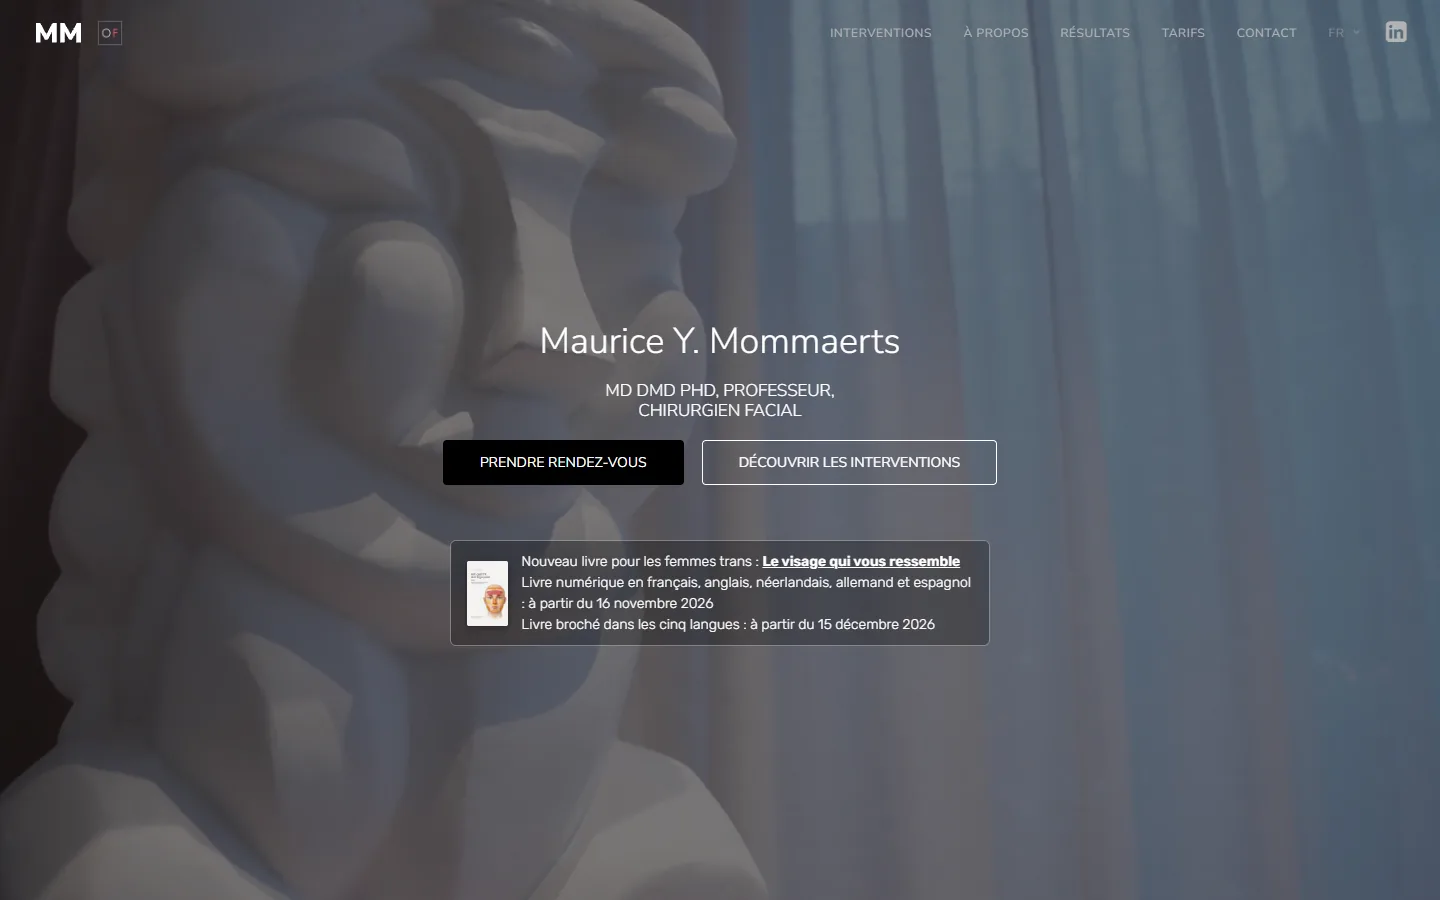 MM OF INTERVENTIONS À PROPOS RÉSULTATS TARIFS CONTACT FR in
Maurice Y. Mommaerts
MD DMD PHD, PROFESSEUR,
CHIRURGIEN FACIAL
PRENDRE RENDEZ-VOUS DÉCOUVRIR LES INTERVENTIONS
Nouveau livre pour les femmes trans : Le visage qui vous ressemble
Livre numérique en français, anglais, néerlandais, allemand et espagnol
: à partir du 16 novembre 2026
Livre broché dans les cinq langues : à partir du 15 décembre 2026